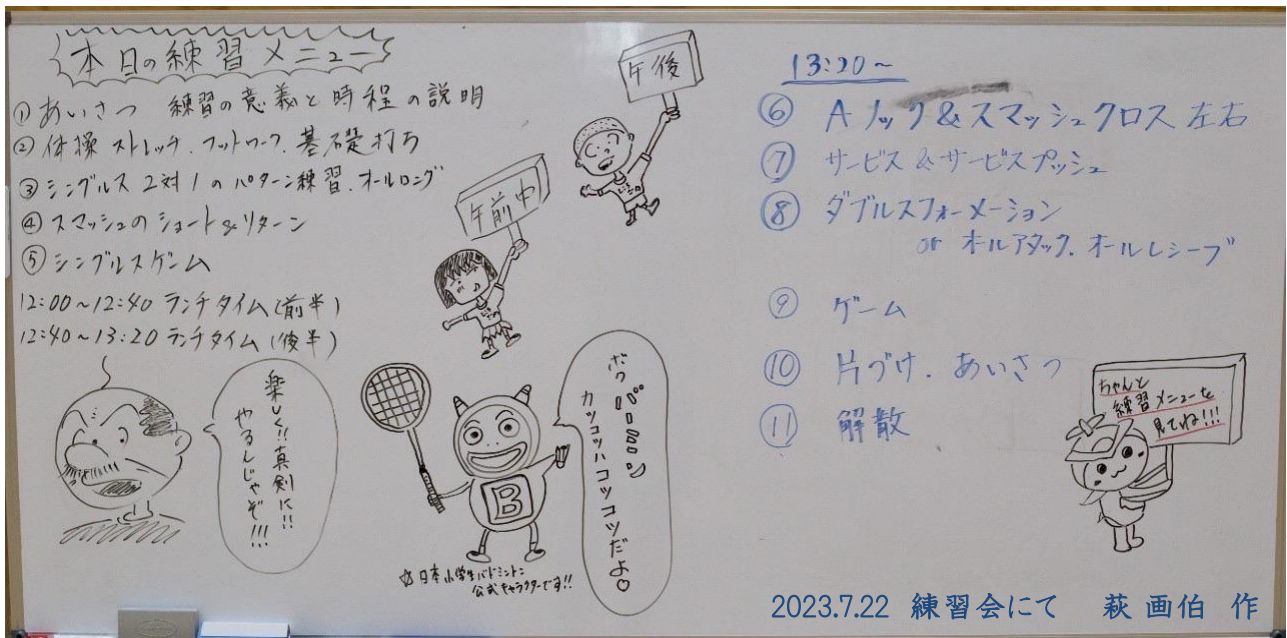 本日の練習メニュー
①あいさつ 練習の意義と時程の説明
②体操 ストレッチ.フットワーク.基礎打ち
③シングルス 2対1のパターン練習.オールロング
④スマッシュのショート&リターン
⑤シングルスゲーム
12:00~12:40 ランチタイム(前半)
12:40~13:20 ランチタイム(後半)
午後
午前中
楽しく!!真剣に!!
やるんじゃぞ!!!
B
ボク バーミン
カッコッハコツコツだよ♡
☆日本小学生バドミントン
公式キャラクターです!!
13:20~
⑥ Aノック&スマッシュクロス 左右
⑦ サービス&サービスプッシュ
⑧ ダブルスフォーメーション
or オールアタック.オールレシーブ
⑨ ゲーム
⑩ 片づけ.あいさつ
⑪ 解散
ちゃんと
練習メニューを
見てね!!!
2023.7.22 練習会にて 萩 画伯 作